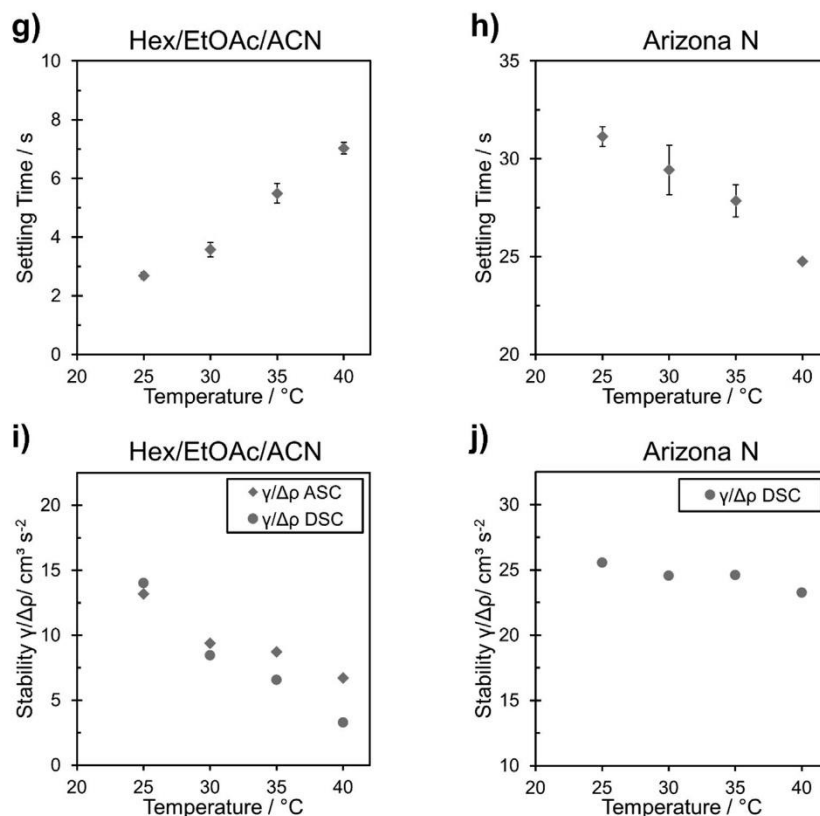 g)
Hex/EtOAc/ACN
Settling Time / s
10
8
6
4
2
0
20 25 30 35 40
Temperature / °C
h)
Arizona N
Settling Time / s
35
30
25
20
20 25 30 35 40
Temperature / °C
i)
Hex/EtOAc/ACN
Stability γ/Δρ/ cm³ s⁻²
20
15
10
5
0
γ/Δρ ASC
γ/Δρ DSC
20 25 30 35 40
Temperature / °C
j)
Arizona N
Stability γ/Δρ/ cm³ s⁻²
30
25
20
15
10
γ/Δρ DSC
20 25 30 35 40
Temperature / °C